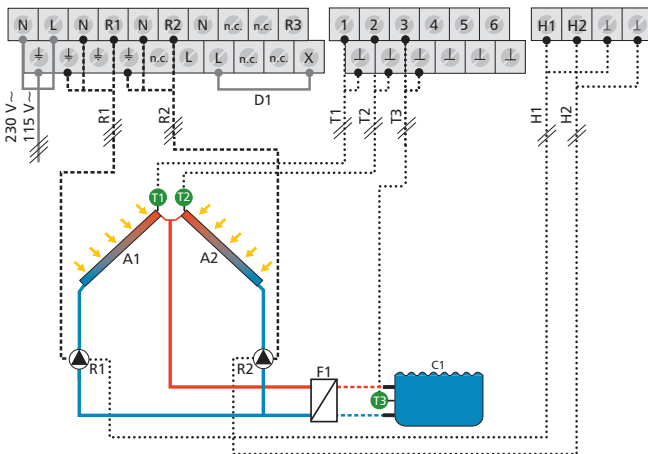 N L N R1 N R2 N n.c. n.c. R3
n.c. L L n.c. n.c. X
1 2 3 4 5 6
H1 H2
D1
230 V~
115 V~
R1
R2
T1
T2
T3
H1
H2
T1
T2
A1
A2
R1
R2
F1
C1
T3